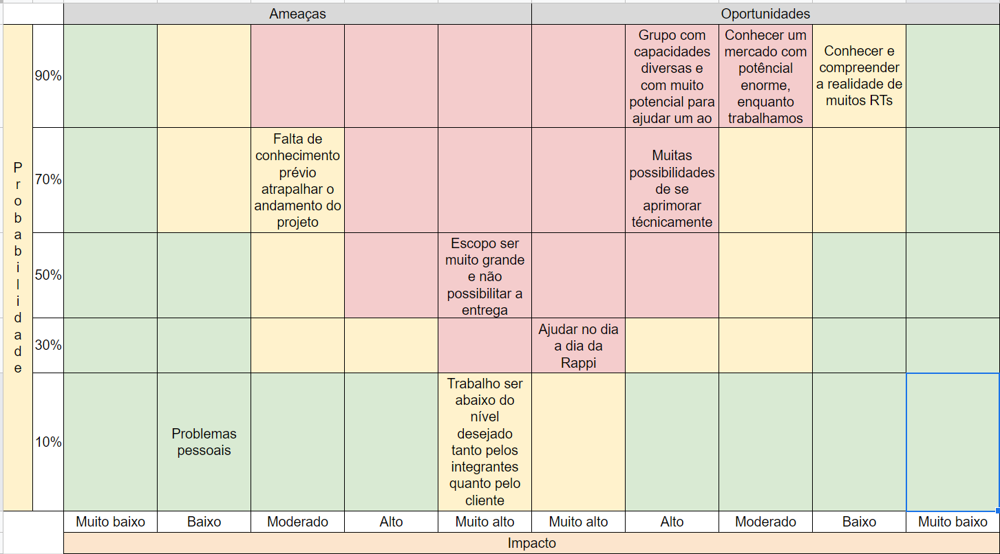 Ameaças
Oportunidades
Probabilidade
90%
Grupo com
capacidades
diversas e
com muito
potencial para
ajudar um ao
Conhecer um
mercado com
potêncial
enorme,
enquanto
trabalhamos
Conhecer e
compreender
a realidade de
muitos RTs
70%
Falta de
conhecimento
prévio
atrapalhar o
andamento do
projeto
Muitas
possibilidades
de se
aprimorar
técnicamente
50%
Escopo ser
muito grande
e não
possibilitar a
entrega
30%
Ajudar no dia
a dia da
Rappi
10%
Problemas
pessoais
Trabalho ser
abaixo do
nível
desejado
tanto pelos
integrantes
quanto pelo
cliente
Muito baixo
Baixo
Moderado
Alto
Muito alto
Muito alto
Alto
Moderado
Baixo
Muito baixo
Impacto